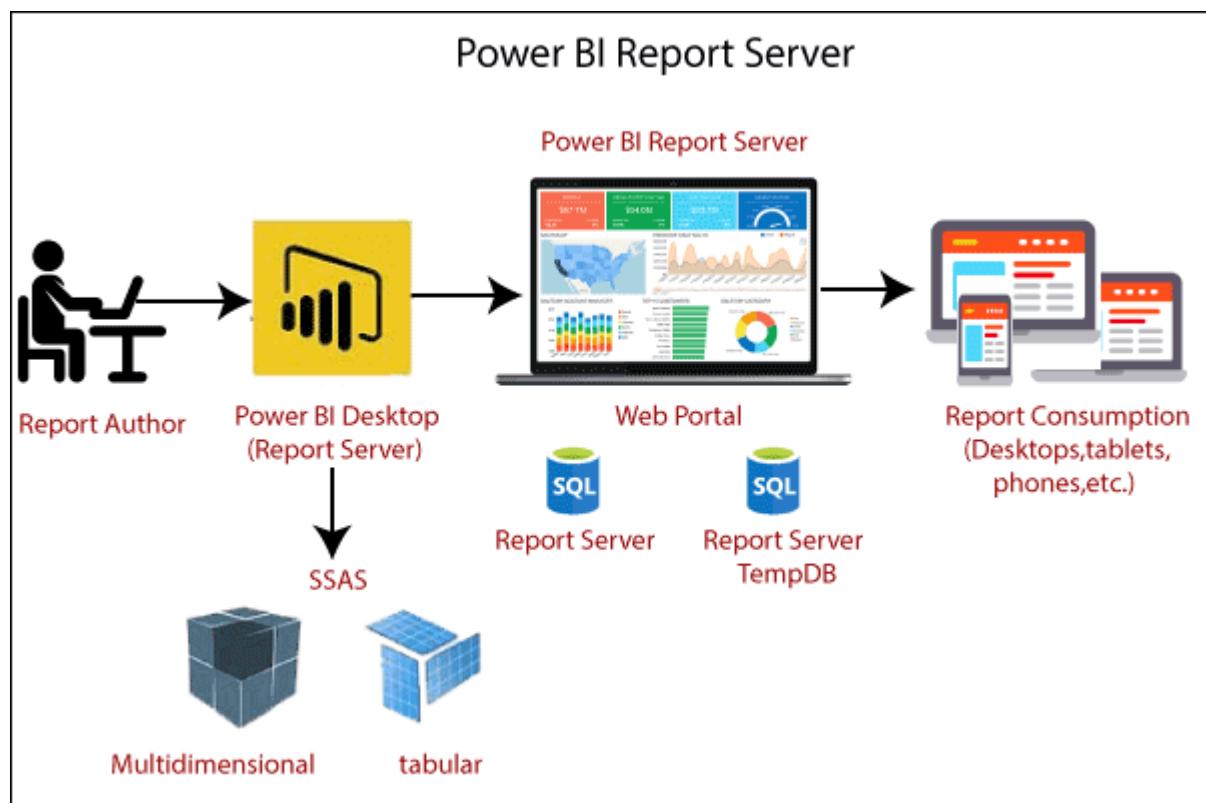 Power BI Report Server
Power BI Report Server
Report Author
Power BI Desktop
(Report Server)
Web Portal
Report Consumption
(Desktops,tablets,
phones,etc.)
SQL
SQL
Report Server
Report Server
TempDB
SSAS
Multidimensional
tabular